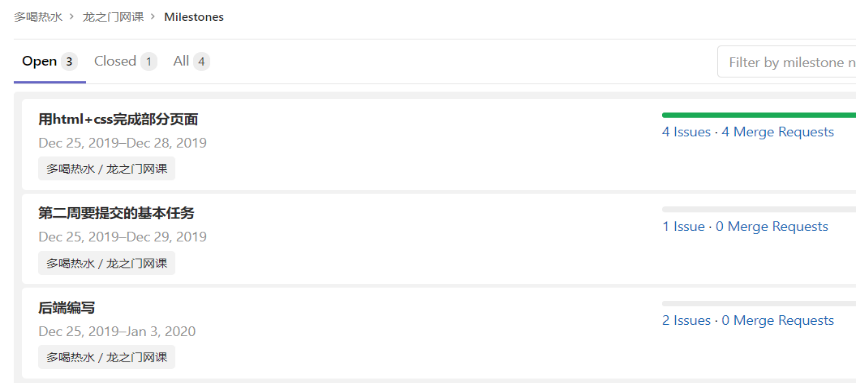 多喝热水 › 龙之门网课 › Milestones
Open 3 Closed 1 All 4 Filter by milestone n
用html+css完成部分页面
Dec 25, 2019–Dec 28, 2019 4 Issues · 4 Merge Requests
多喝热水 / 龙之门网课
第二周要提交的基本任务
Dec 25, 2019–Dec 29, 2019 1 Issue · 0 Merge Requests
多喝热水 / 龙之门网课
后端编写
Dec 25, 2019–Jan 3, 2020 2 Issues · 0 Merge Requests
多喝热水 / 龙之门网课